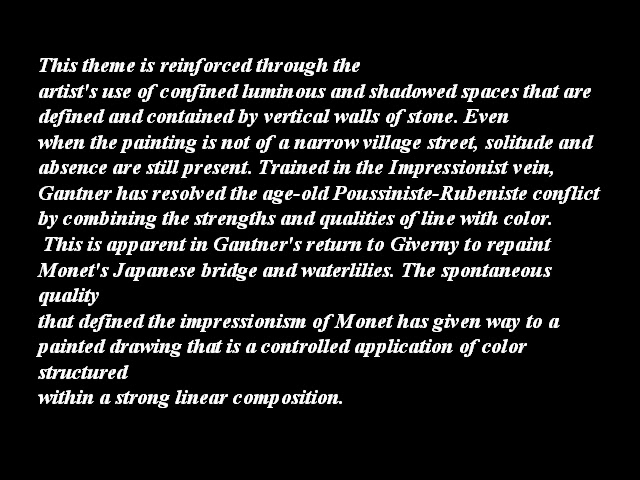 This theme is reinforced through the
artist's use of confined luminous and shadowed spaces that are
defined and contained by vertical walls of stone. Even
when the painting is not of a narrow village street, solitude and
absence are still present. Trained in the Impressionist vein,
Gantner has resolved the age-old Poussiniste-Rubeniste conflict
by combining the strengths and qualities of line with color.
This is apparent in Gantner's return to Giverny to repaint
Monet's Japanese bridge and waterlilies. The spontaneous
quality
that defined the impressionism of Monet has given way to a
painted drawing that is a controlled application of color
structured
within a strong linear composition.